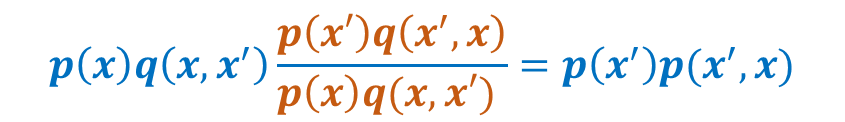 p(x)q(x, x′) p(x′)q(x′, x) / p(x)q(x, x′) = p(x′)p(x′, x)